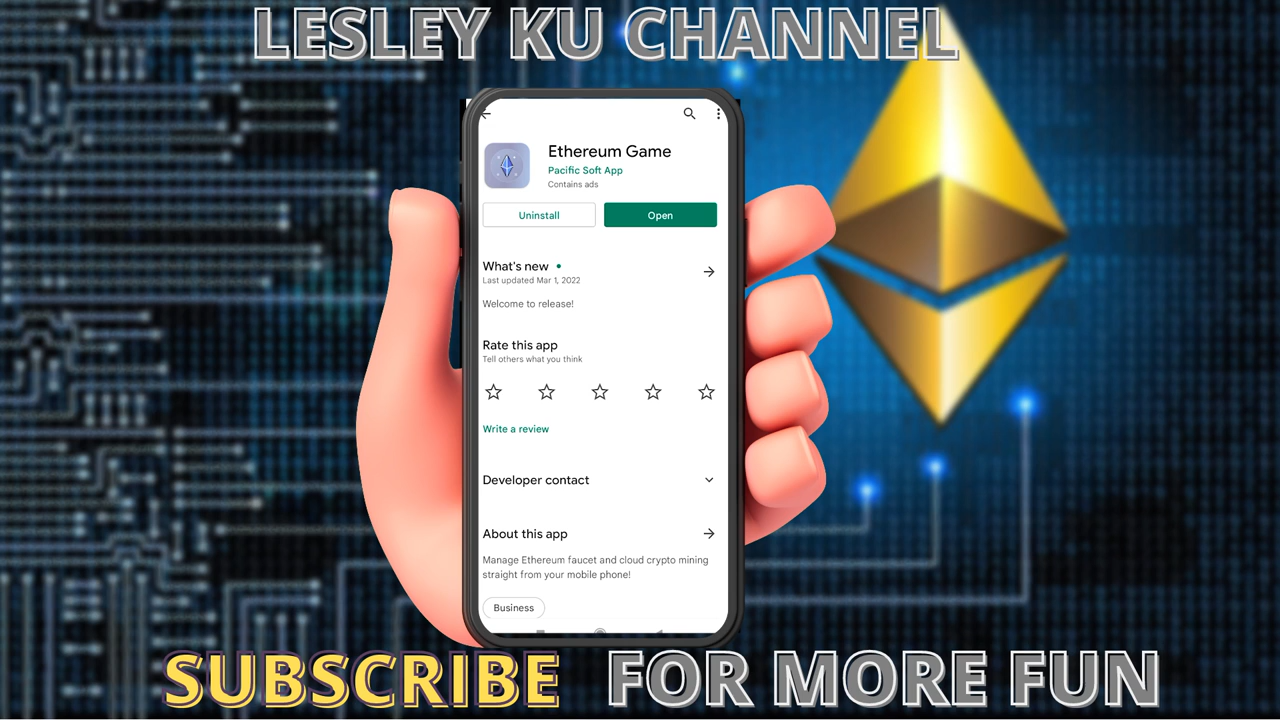 LESLEY KU CHANNEL
Ethereum Game
Pacific Soft App
Contains ads
Uninstall
Open
What's new
Last updated Mar 1, 2022
Welcome to release!
Rate this app
Tell others what you think
Write a review
Developer contact
About this app
Manage Ethereum faucet and cloud crypto mining
straight from your mobile phone!
Business
SUBSCRIBE FOR MORE FUN